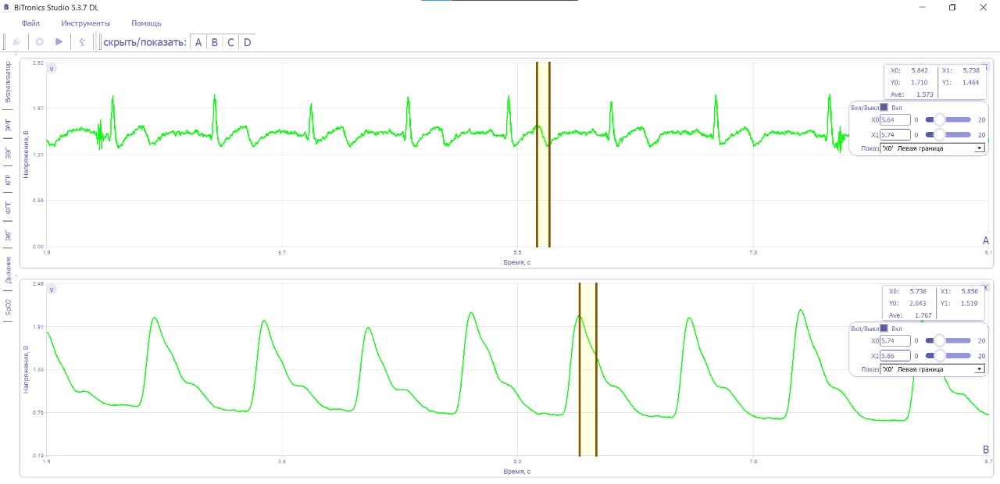 BiTronics Studio 5.3.7 DL
Файл Инструменты Помощь
скрыть/показать: A B C D
Визуализатор
ЭМГ
ЭЭГ
КГР
ФПГ
ЭКГ
Дыхание
SpO2
v
X0: 5.642 X1: 5.738
Y0: 1.710 Y1: 1.464
Ave: 1.573
Вкл/Выкл Вкл
X0 5.64 0 20
X1 5.74 0 20
Показ "X0" Левая граница
Напряжение, В
2.62
1.97
1.31
0.66
0.00
1.9 3.7 5.5 7.3 9.1
Время, с
A
v
X
X0: 5.736 X1: 5.856
Y0: 2.043 Y1: 1.519
Ave: 1.767
Вкл/Выкл Вкл
X0 5.74 0 20
X1 5.86 0 20
Показ "X0" Левая граница
Напряжение, В
2.48
1.91
1.33
0.76
0.19
1.9 3.6 5.3 7.0 8.7
Время, с
B